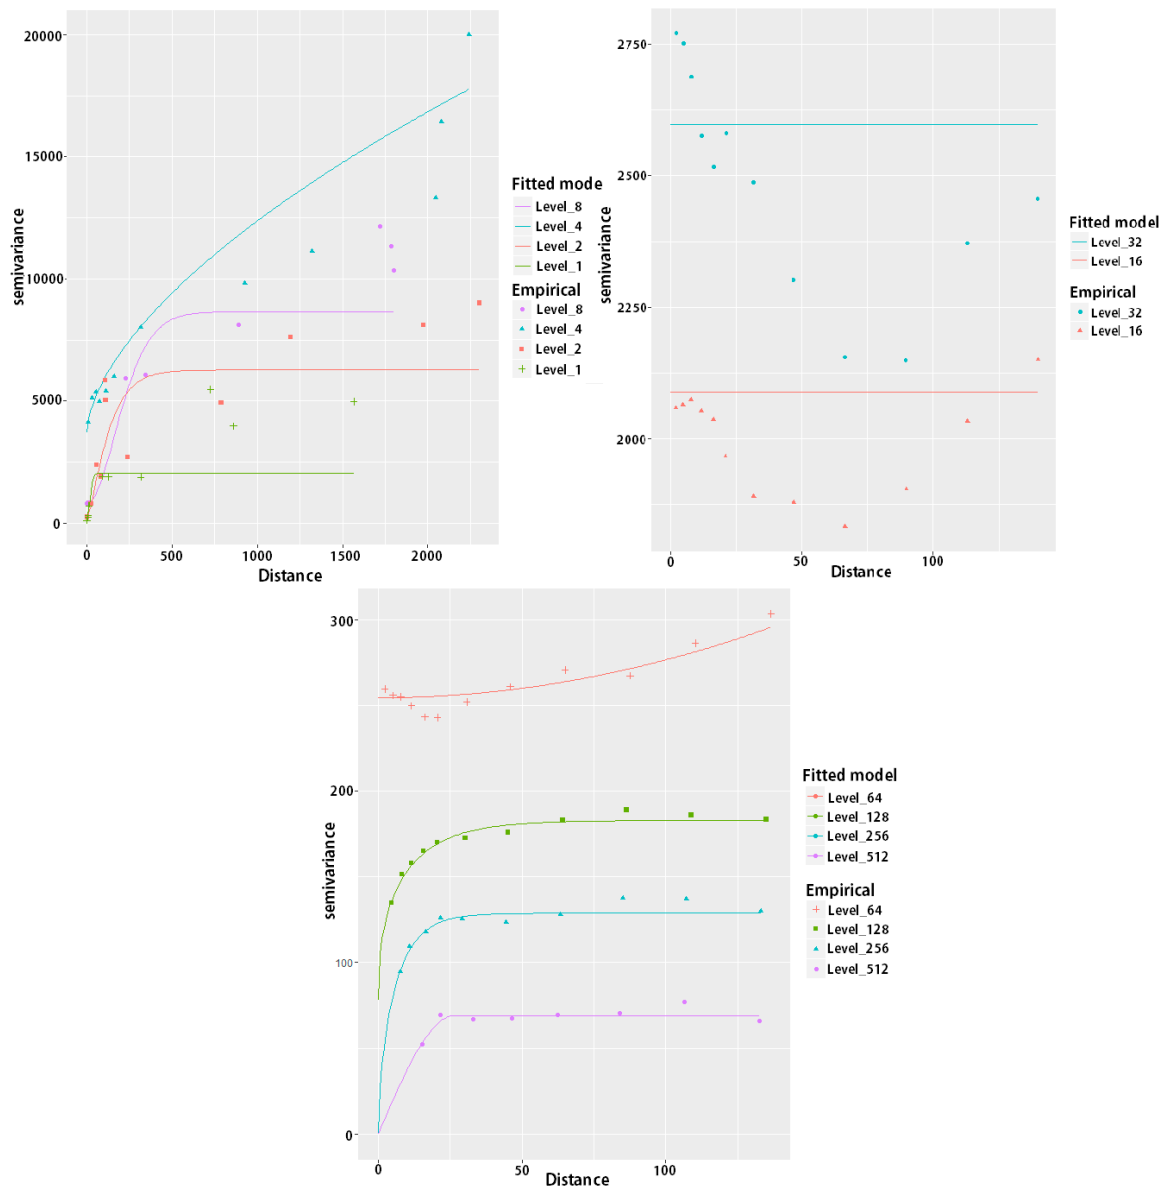 20000
15000
10000
5000
0
semivariance
0 500 1000 1500 2000
Distance
Fitted mode
Level_8
Level_4
Level_2
Level_1
Empirical
Level_8
Level_4
Level_2
Level_1
2750
2500
2250
2000
semivariance
0 50 100
Distance
Fitted model
Level_32
Level_16
Empirical
Level_32
Level_16
300
200
100
0
semivariance
0 50 100
Distance
Fitted model
Level_64
Level_128
Level_256
Level_512
Empirical
Level_64
Level_128
Level_256
Level_512